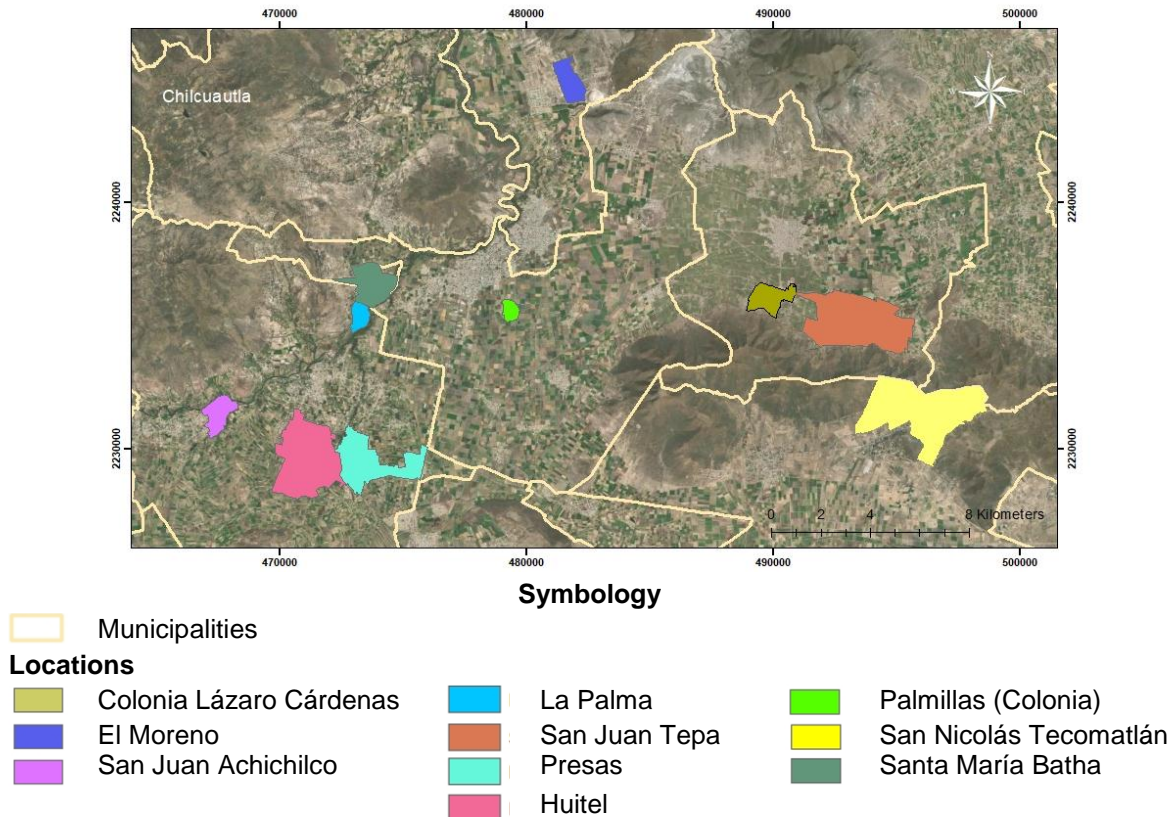 470000 480000 490000 500000
Chilcuautla
2240000 2240000
2230000 2230000
0 2 4 8 Kilometers
470000 480000 490000 500000
Symbology
Municipalities
Locations
Colonia Lázaro Cárdenas La Palma Palmillas (Colonia)
El Moreno San Juan Tepa San Nicolás Tecomatlán
San Juan Achichilco Presas Santa María Batha
Huitel